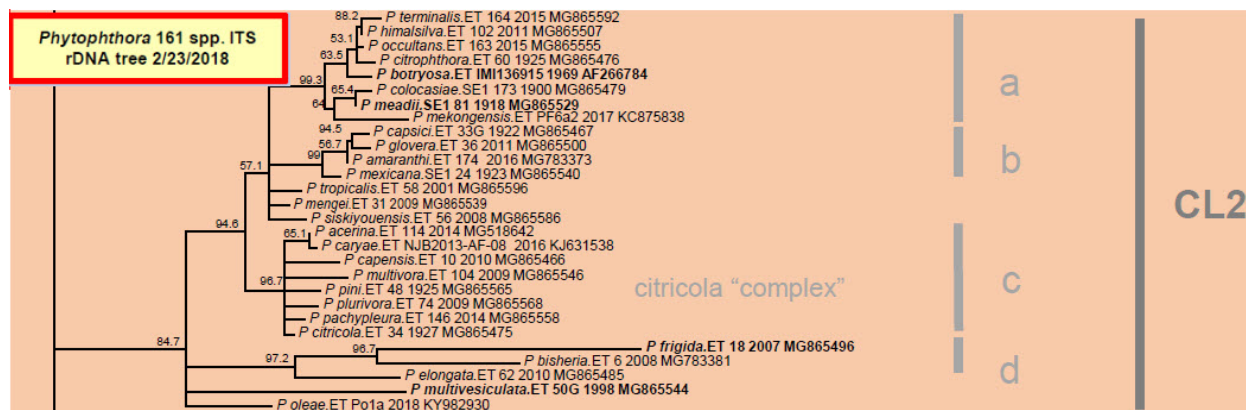 Phytophthora 161 spp. ITS
rDNA tree 2/23/2018
88.2
P terminalis.ET 164 2015 MG865592
P himalsilva.ET 102 2011 MG865507
53.1
P occultans.ET 163 2015 MG865555
63.5
P citrophthora.ET 60 1925 MG865476
P botryosa.ET IMI136915 1969 AF266784
99.3
65.4
P colocasiae.SE1 173 1900 MG865479
P meadii.SE1 81 1918 MG865529
64
P mekongensis.ET PF6a2 2017 KC875838
a
94.5
P capsici.ET 33G 1922 MG865467
56.7
P glovera.ET 36 2011 MG865500
99
P amaranthi.ET 174 2016 MG783373
P mexicana.SE1 24 1923 MG865540
b
57.1
P tropicalis.ET 58 2001 MG865596
P mengei.ET 31 2009 MG865539
P siskiyouensis.ET 56 2008 MG865586
94.6
65.1
P acerina.ET 114 2014 MG518642
P caryae.ET NJB2013-AF-08 2016 KJ631538
P capensis.ET 10 2010 MG865466
96.7
P multivora.ET 104 2009 MG865546
P pini.ET 48 1925 MG865565
P plurivora.ET 74 2009 MG865568
P pachypleura.ET 146 2014 MG865558
P citricola.ET 34 1927 MG865475
citricola "complex"
c
84.7
96.7
P frigida.ET 18 2007 MG865496
97.2
P bisheria.ET 6 2008 MG783381
P elongata.ET 62 2010 MG865485
d
P multivesiculata.ET 50G 1998 MG865544
P oleae.ET Po1a 2018 KY982930
CL2